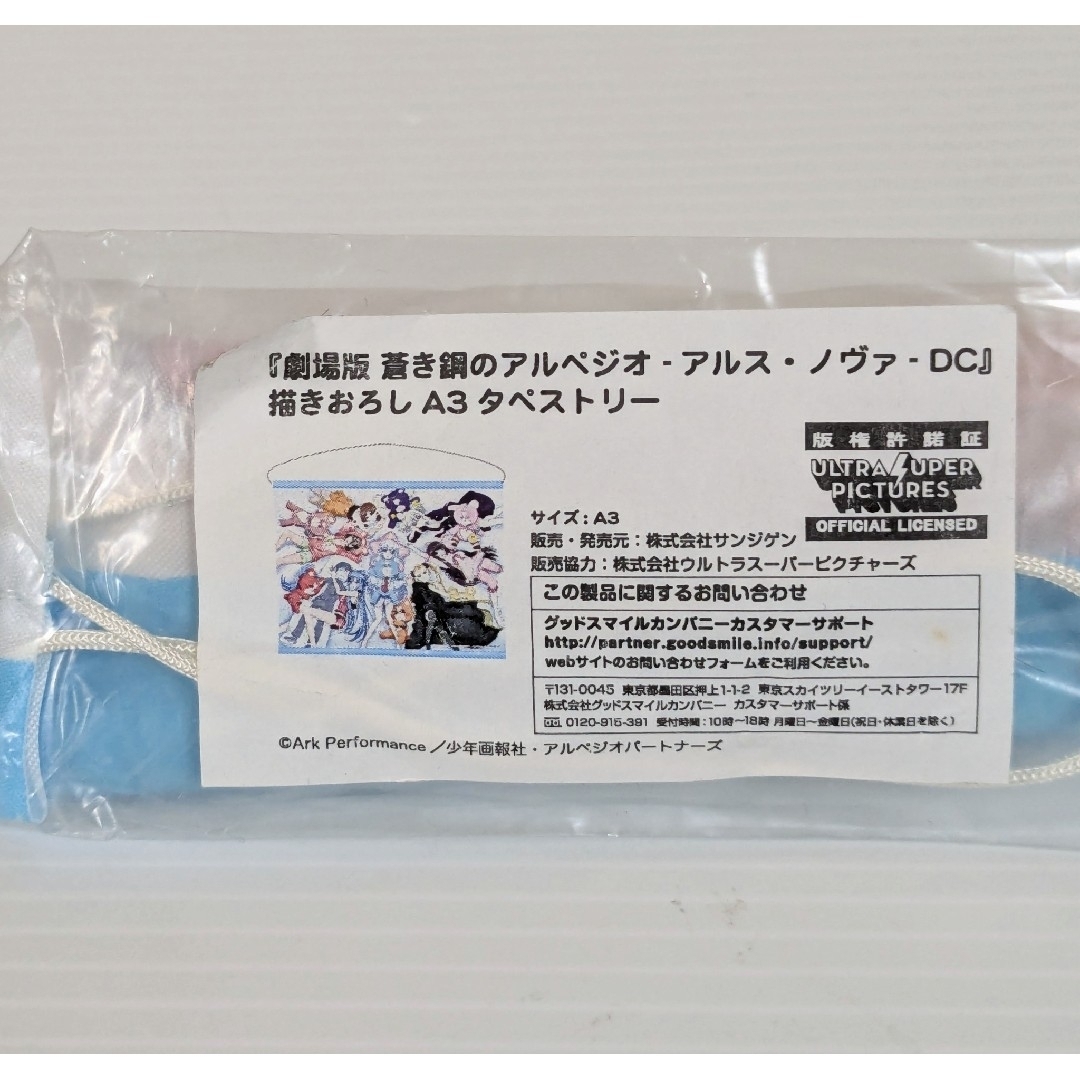 『劇場版 蒼き鋼のアルペジオ - アルス・ノヴァ - DC』
描きおろし A3 タペストリー
版権許諾証
ULTRA SUPER
PICTURES
OFFICIAL LICENSED
サイズ：A3
販売・発売元：株式会社サンジゲン
販売協力：株式会社ウルトラスーパーピクチャーズ
この製品に関するお問い合わせ
グッドスマイルカンパニーカスタマーサポート
http://partner.goodsmile.info/support/
webサイトのお問い合わせフォームをご利用ください。
〒131-0045 東京都墨田区押上1-1-2 東京スカイツリーイーストタワー17F
株式会社グッドスマイルカンパニー カスタマーサポート係
0120-915-391 受付時間：10時～18時 月曜日～金曜日(祝日・休業日を除く)
©Ark Performance／少年画報社・アルペジオパートナーズ